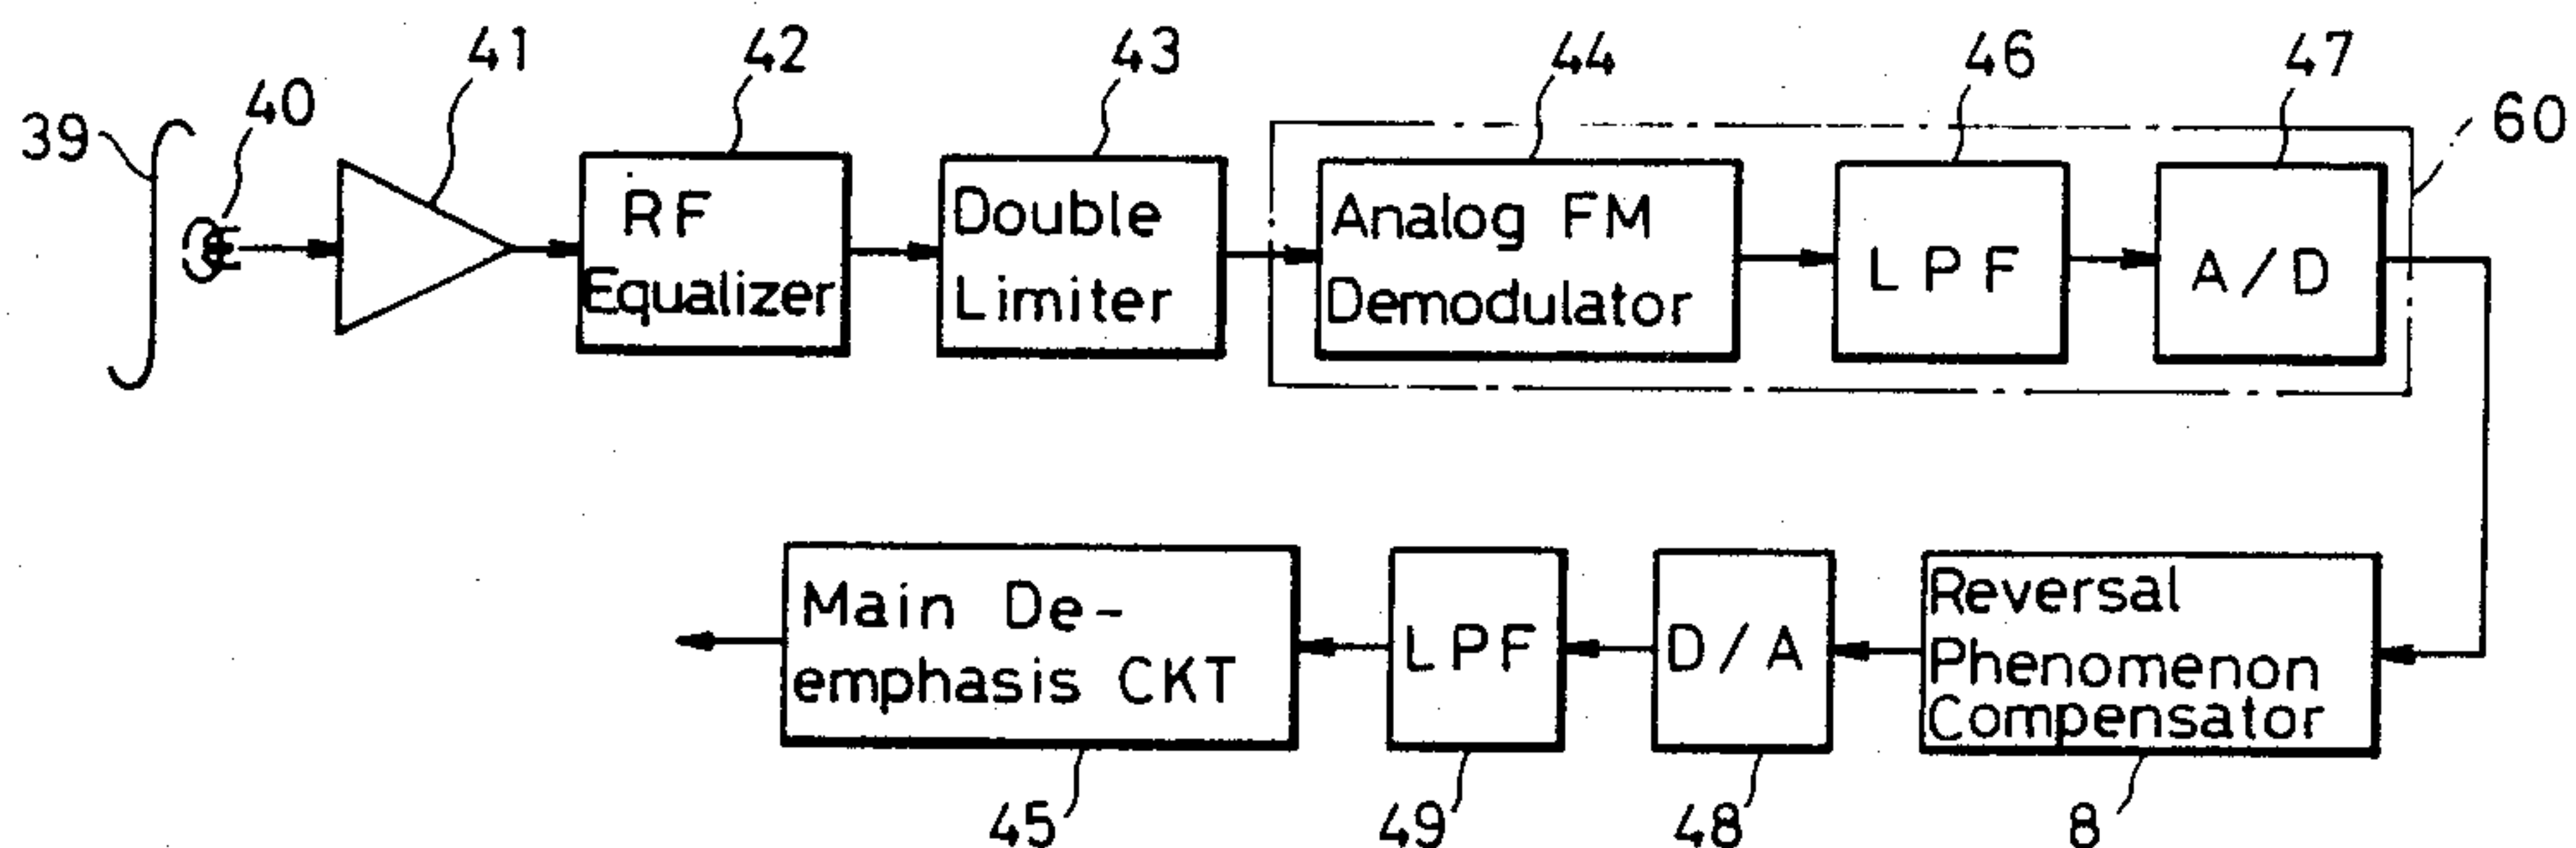 41
42
43
44
46
47
39
40
60
RF
Equalizer
Double
Limiter
Analog FM
Demodulator
LPF
A/D
Main De-
emphasis CKT
LPF
D/A
Reversal
Phenomenon
Compensator
45
49
48
8